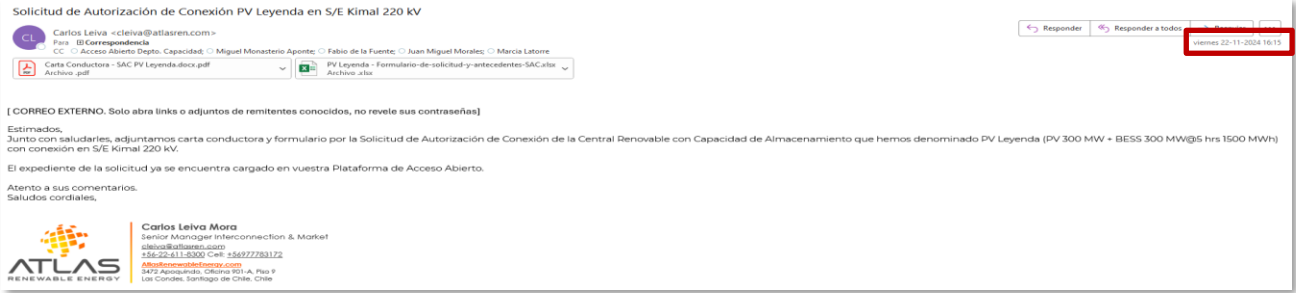 Solicitud de Autorización de Conexión PV Leyenda en S/E Kimal 220 kV
Responder
Responder a todos
CL
Carlos Leiva <cleiva@atlasren.com>
Para Correspondencia
CC Acceso Abierto Depto. Capacidad; Miguel Monasterio Aponte; Fabio de la Fuente; Juan Miguel Morales; Marcia Latorre
viernes 22-11-2024 16:15
Carta Conductora - SAC PV Leyenda.docx.pdf
Archivo .pdf
PV Leyenda - Formulario-de-solicitud-y-antecedentes-SAC.xlsx
Archivo .xlsx
[ CORREO EXTERNO. Solo abra links o adjuntos de remitentes conocidos, no revele sus contraseñas]
Estimados,
Junto con saludarles, adjuntamos carta conductora y formulario por la Solicitud de Autorización de Conexión de la Central Renovable con Capacidad de Almacenamiento que hemos denominado PV Leyenda (PV 300 MW + BESS 300 MW@5 hrs 1500 MWh)
con conexión en S/E Kimal 220 kV.
El expediente de la solicitud ya se encuentra cargado en vuestra Plataforma de Acceso Abierto.
Atento a sus comentarios.
Saludos cordiales,
ATLAS
RENEWABLE ENERGY
Carlos Leiva Mora
Senior Manager Interconnection & Market
cleiva@atlasren.com
+56-22-611-8300 Cell: +56977783172
AtlasRenewableEnergy.com
3472 Apoquindo, Oficina 901-A, Piso 9
Las Condes, Santiago de Chile, Chile